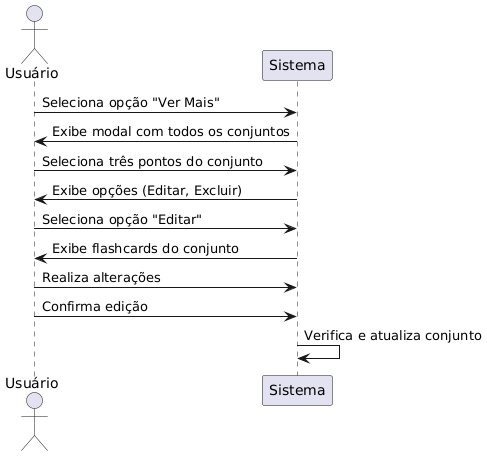 Usuário
Sistema
Seleciona opção "Ver Mais"
Exibe modal com todos os conjuntos
Seleciona três pontos do conjunto
Exibe opções (Editar, Excluir)
Seleciona opção "Editar"
Exibe flashcards do conjunto
Realiza alterações
Confirma edição
Verifica e atualiza conjunto
Usuário
Sistema